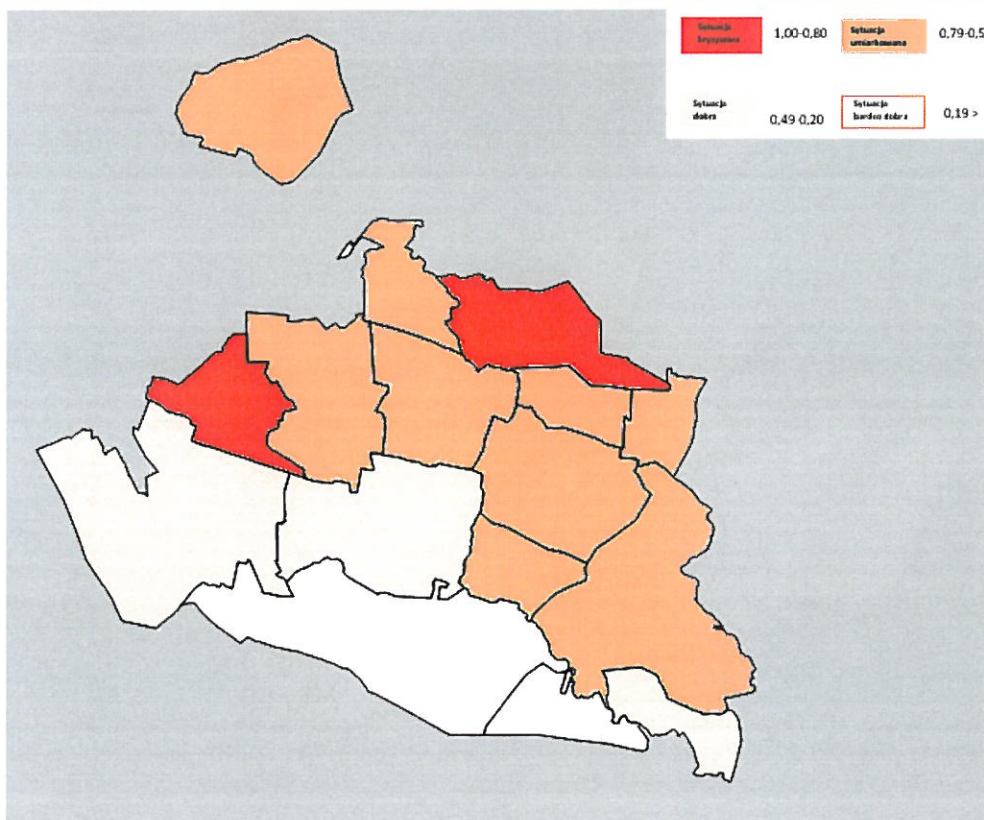 Sytuacja
kryzysowa
1,00-0,80
Sytuacja
umiarkowana
0,79-0,5
Sytuacja
dobra
0,49-0,20
Sytuacja
bardzo dobra
0,19 >